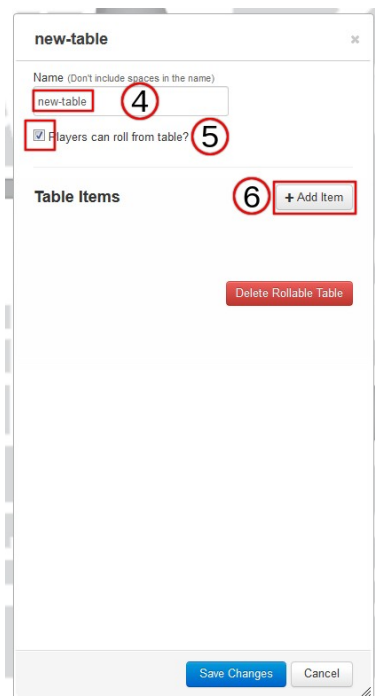 new-table ×
Name (Don't include spaces in the name)
new-table 4
Players can roll from table? 5
Table Items 6 + Add Item
Delete Rollable Table
Save Changes Cancel